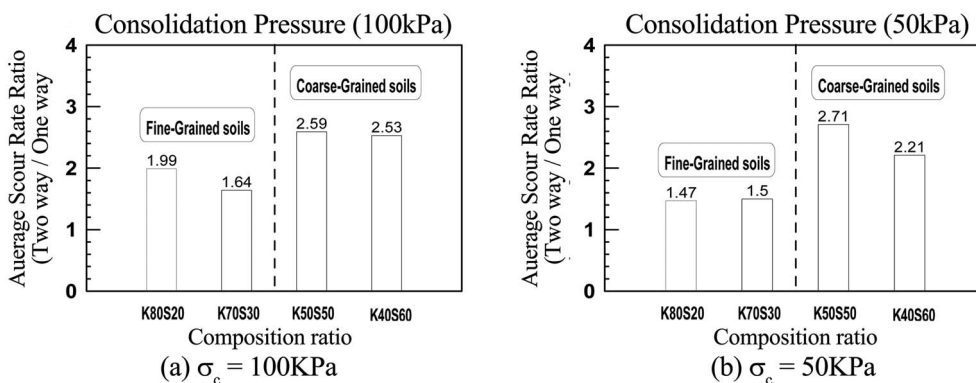 Consolidation Pressure (100kPa)
Auerage Scour Rate Ratio
(Two way / One way
4
3
2
1
0
Fine-Grained soils
Coarse-Grained soils
1.99
1.64
2.59
2.53
K80S20 K70S30 K50S50 K40S60
Composition ratio
(a) σc = 100KPa
Consolidation Pressure (50kPa)
Auerage Scour Rate Ratio
(Two way / One way
4
3
2
1
0
Fine-Grained soils
Coarse-Grained soils
1.47
1.5
2.71
2.21
K80S20 K70S30 K50S50 K40S60
Composition ratio
(b) σc = 50KPa